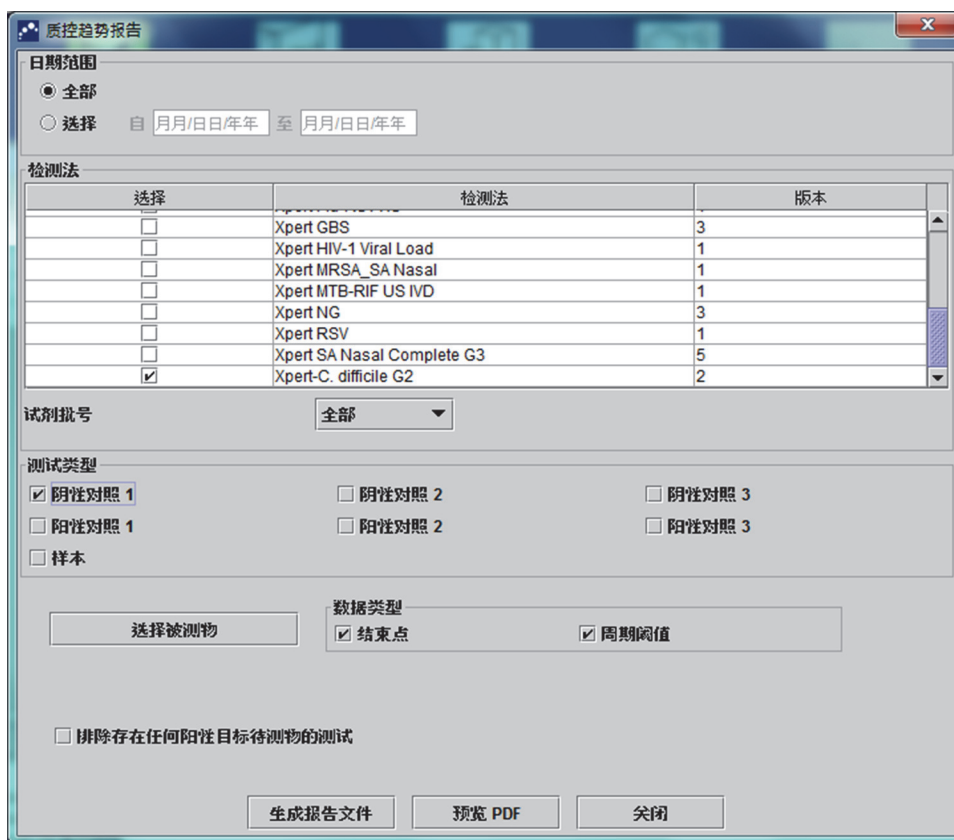 质控趋势报告
日期范围
全部
选择 自 月月/日日/年年 至 月月/日日/年年
检测法
选择 检测法 版本
Xpert GBS 3
Xpert HIV-1 Viral Load 1
Xpert MRSA_SA Nasal 1
Xpert MTB-RIF US IVD 1
Xpert NG 3
Xpert RSV 1
Xpert SA Nasal Complete G3 5
Xpert-C. difficile G2 2
试剂批号 全部
测试类型
阴性对照 1 阴性对照 2 阴性对照 3
阳性对照 1 阳性对照 2 阳性对照 3
样本
数据类型
选择被测物 结束点 周期阈值
排除存在任何阳性目标待测物的测试
生成报告文件 预览 PDF 关闭